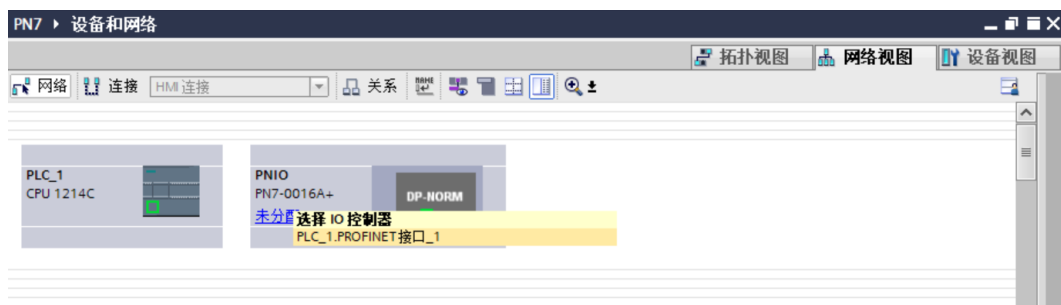 PN7 ▸ 设备和网络
拓扑视图 网络视图 设备视图
网络 连接 HMI 连接 关系
PLC_1
CPU 1214C
PNIO
PN7-0016A+
DP-NORM
未分配
选择 IO 控制器
PLC_1.PROFINET接口_1